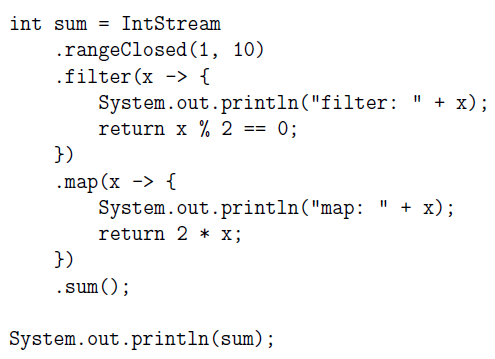 int sum = IntStream
    .rangeClosed(1, 10)
    .filter(x -> {
        System.out.println("filter: " + x);
        return x % 2 == 0;
    })
    .map(x -> {
        System.out.println("map: " + x);
        return 2 * x;
    })
    .sum();

System.out.println(sum);